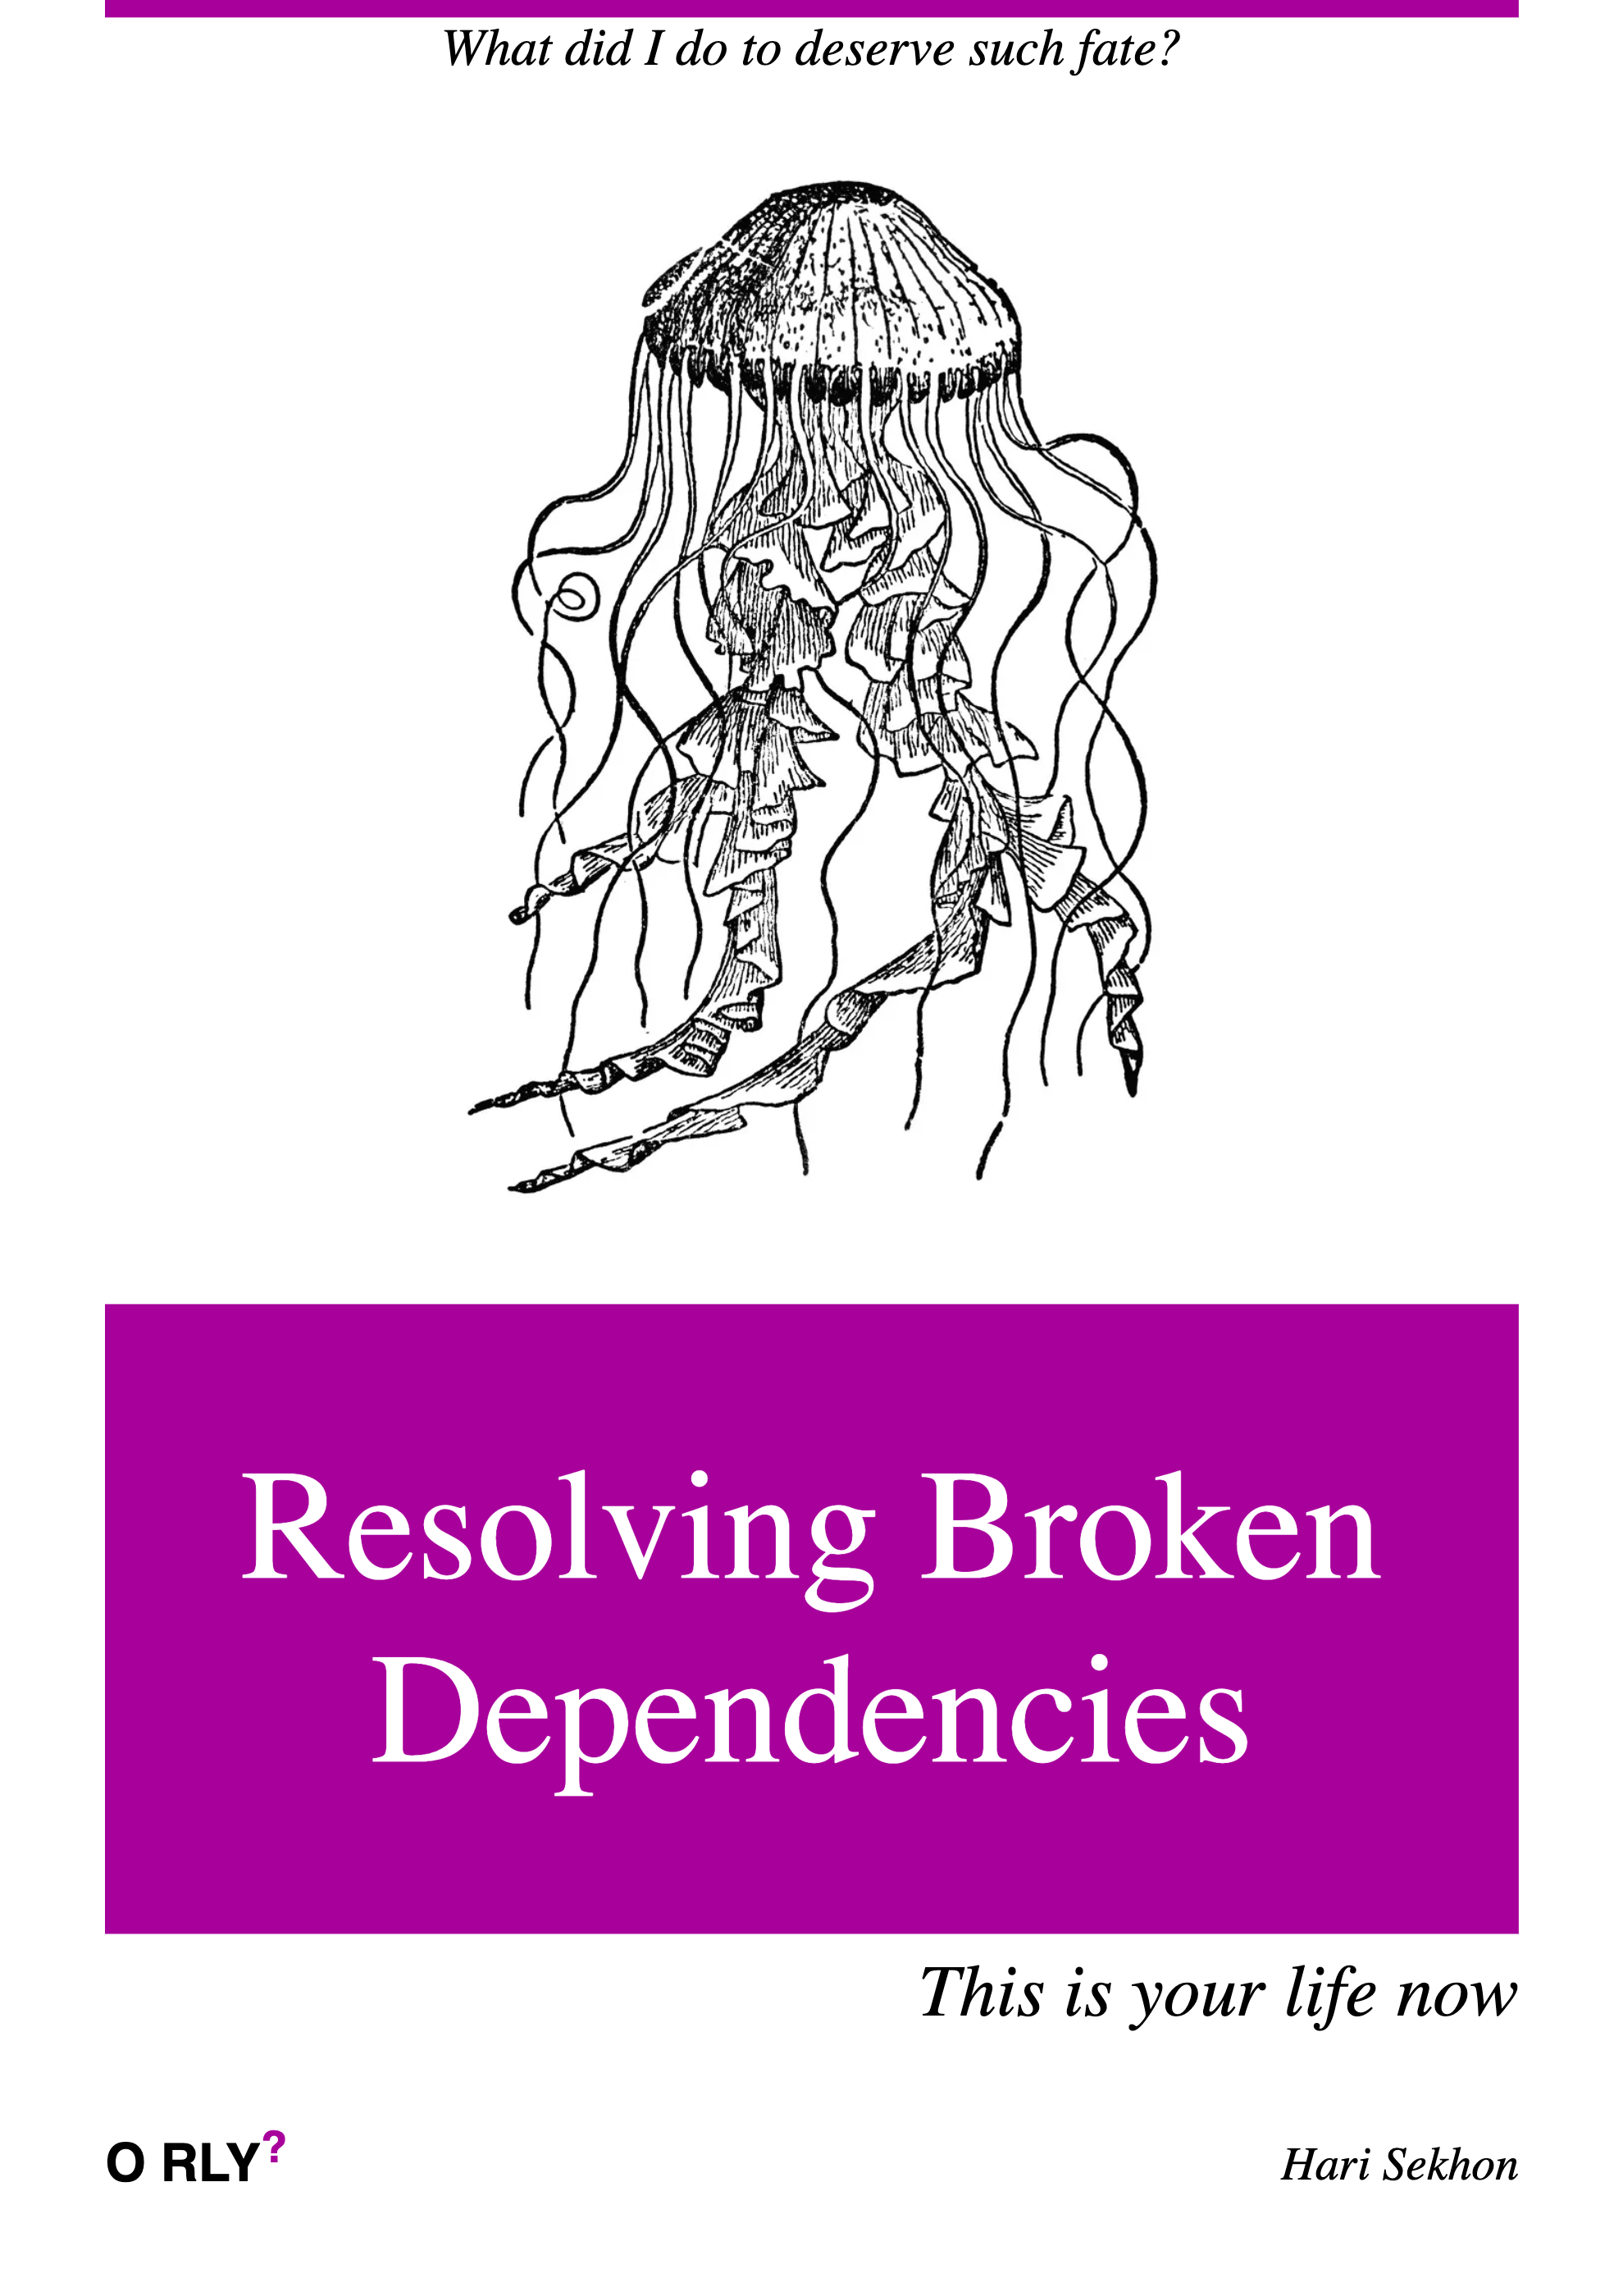 What did I do to deserve such fate?
Resolving Broken
Dependencies
This is your life now
O RLY?
Hari Sekhon